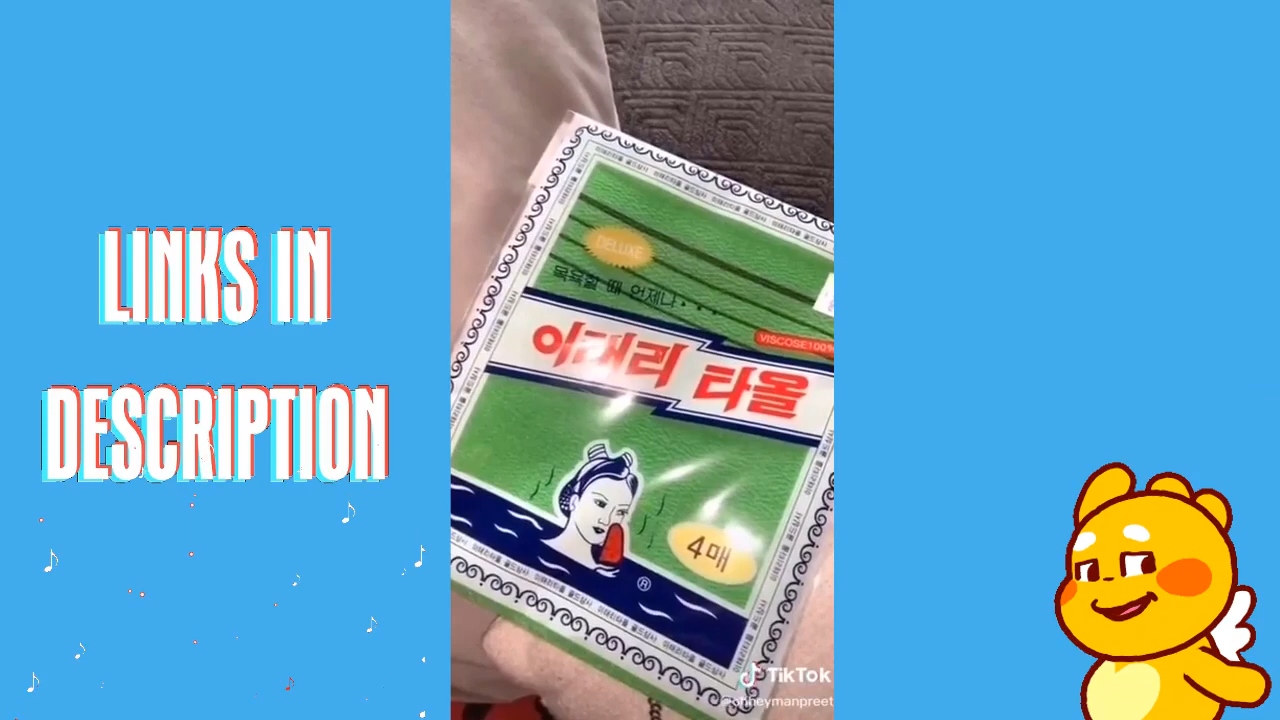 LINKS IN
DESCRIPTION
DELUXE
목욕할 때 언제나 . . .
VISCOSE100%
이태리 타올
4매
®
TikTok